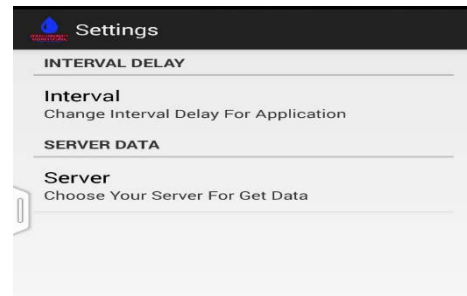 Settings
INTERVAL DELAY
Interval
Change Interval Delay For Application
SERVER DATA
Server
Choose Your Server For Get Data